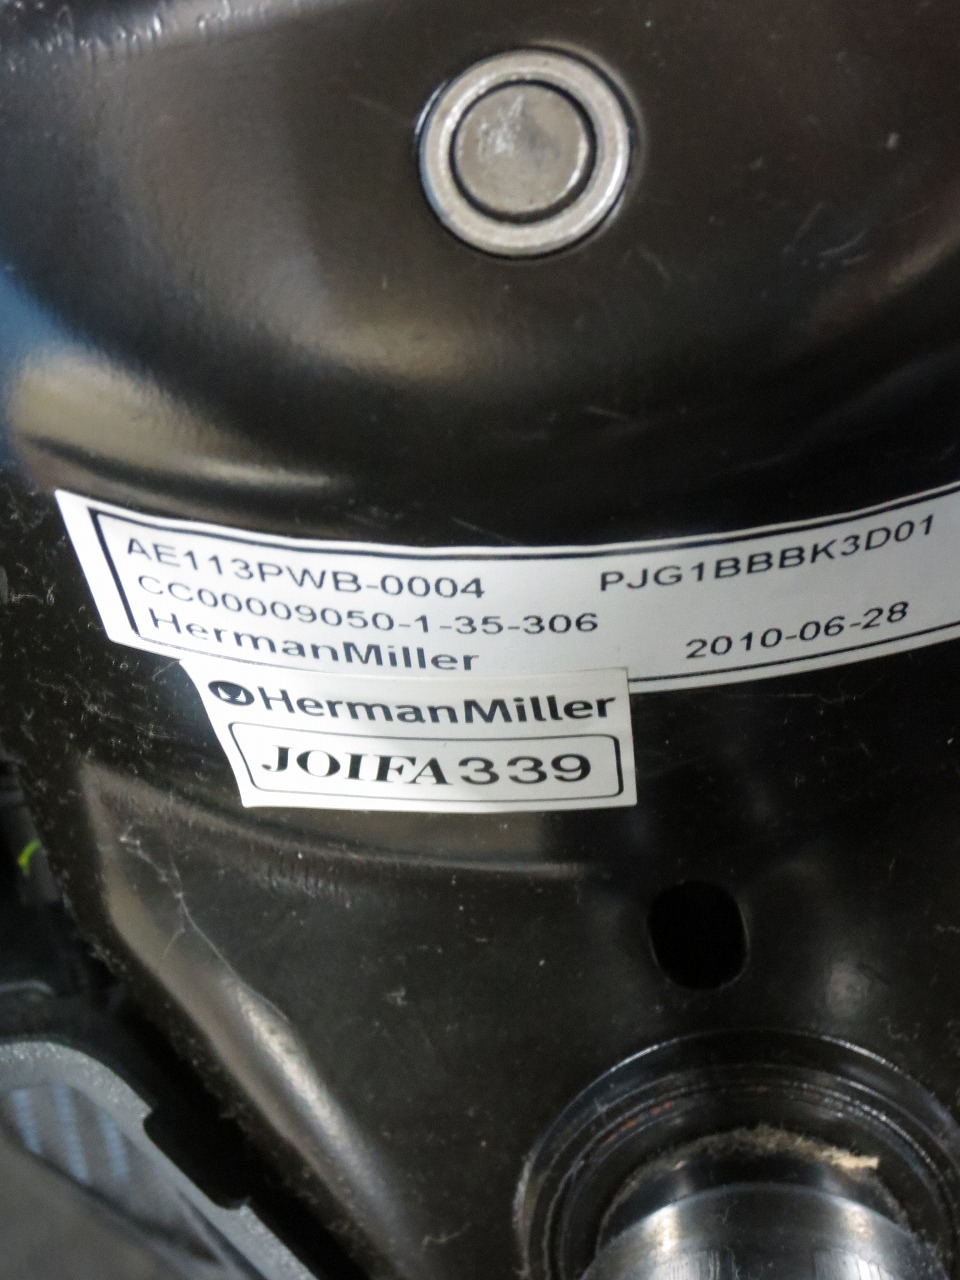 AE113PWB-0004 PJG1BBBK3D01
CC00009050-1-35-306
HermanMiller 2010-06-28
HermanMiller
JOIFA339